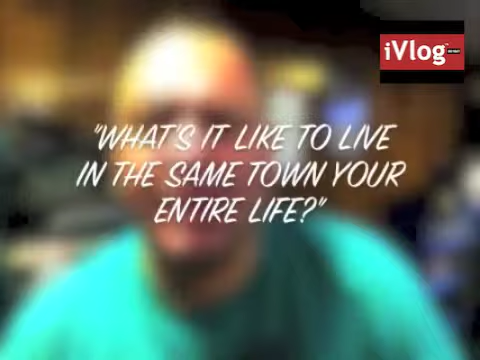 iVlog
"WHAT'S IT LIKE TO LIVE
IN THE SAME TOWN YOUR
ENTIRE LIFE?"